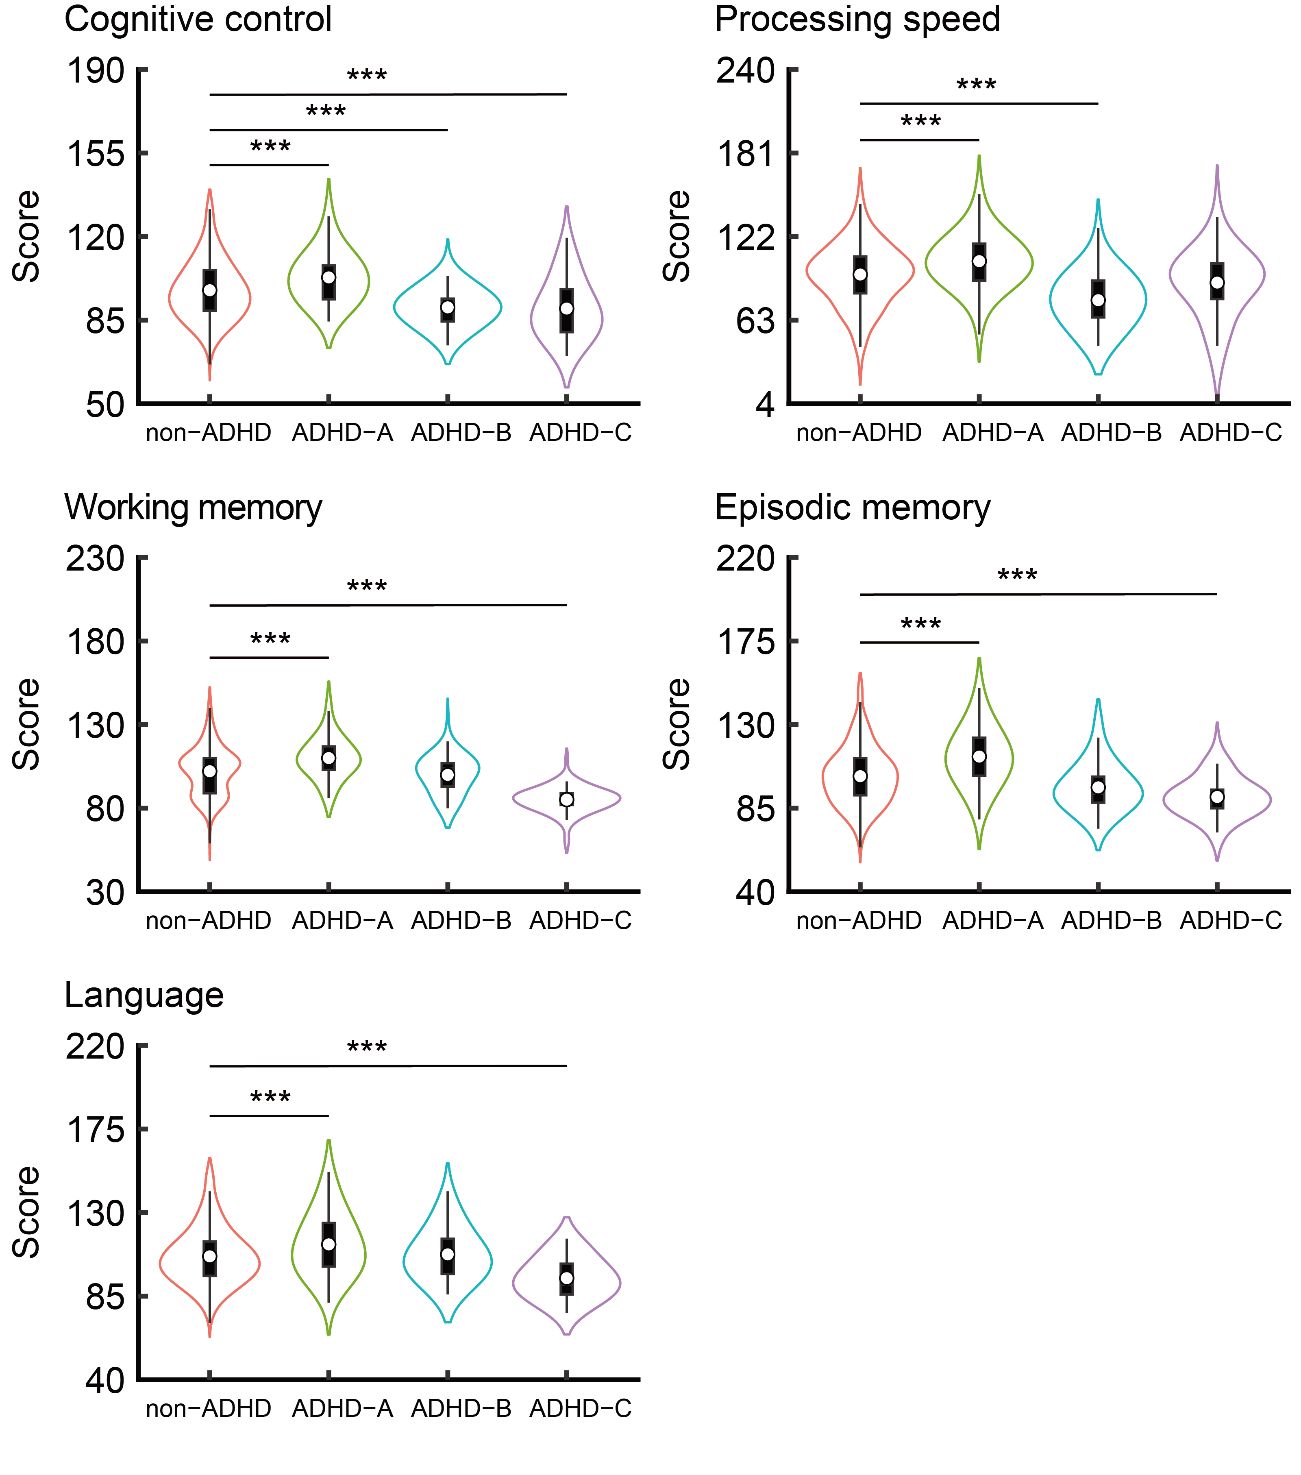 Cognitive control
190
155
120
85
50
Score
***
***
***
non−ADHD ADHD−A ADHD−B ADHD−C
Processing speed
240
181
122
63
4
Score
***
***
non−ADHD ADHD−A ADHD−B ADHD−C
Working memory
230
180
130
80
30
Score
***
***
non−ADHD ADHD−A ADHD−B ADHD−C
Episodic memory
220
175
130
85
40
Score
***
***
non−ADHD ADHD−A ADHD−B ADHD−C
Language
220
175
130
85
40
Score
***
***
non−ADHD ADHD−A ADHD−B ADHD−C